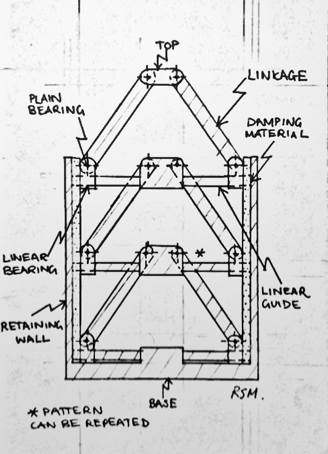 TOP
LINKAGE
PLAIN
BEARING
DAMPING
MATERIAL
*
LINEAR
BEARING
LINEAR
GUIDE
RETAINING
WALL
BASE
RSM.
* PATTERN
CAN BE REPEATED